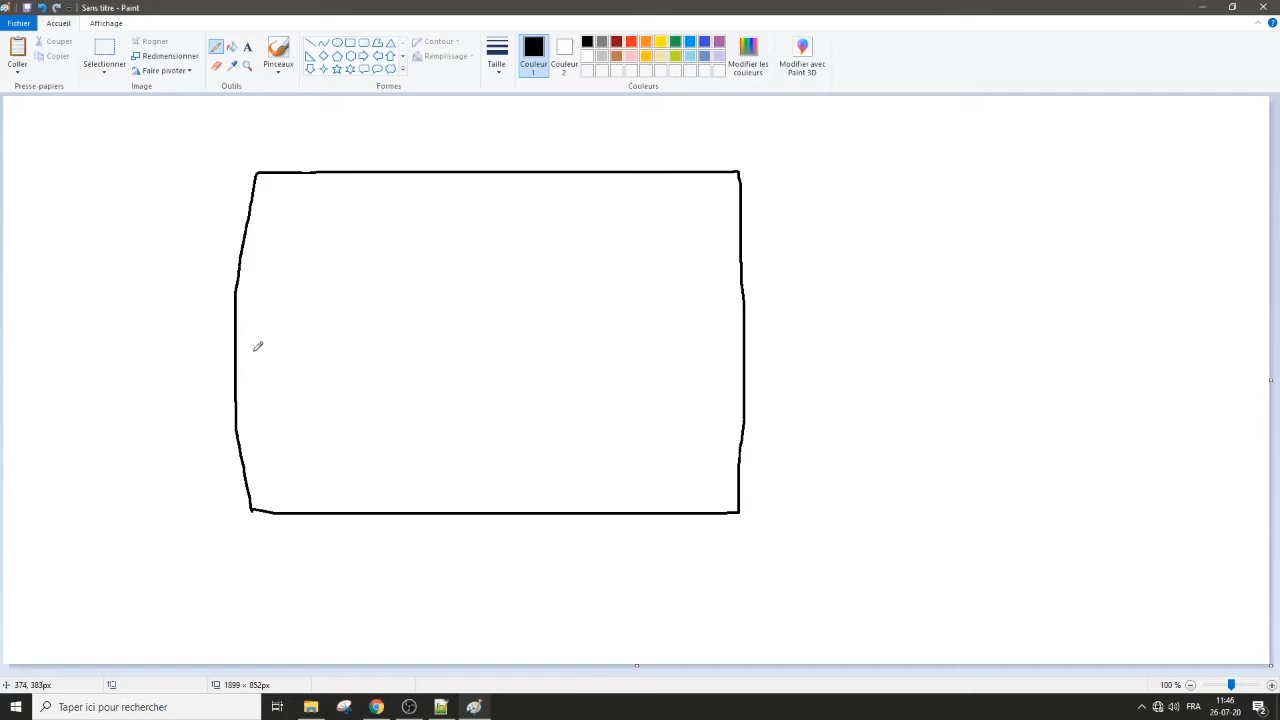 Sans titre - Paint
Fichier Accueil Affichage
Coller
Couper
Copier
Presse-papiers
Sélectionner
Rogner
Redimensionner
Faire pivoter
Image
A
Outils
Pinceaux
Contour
Remplissage
Formes
Taille
Couleur
1
Couleur
2
Modifier les
couleurs
Couleurs
Modifier avec
Paint 3D
374, 383px
1899 × 852px
100 %
Taper ici pour rechercher
FRA
11:46
26-07-20
2